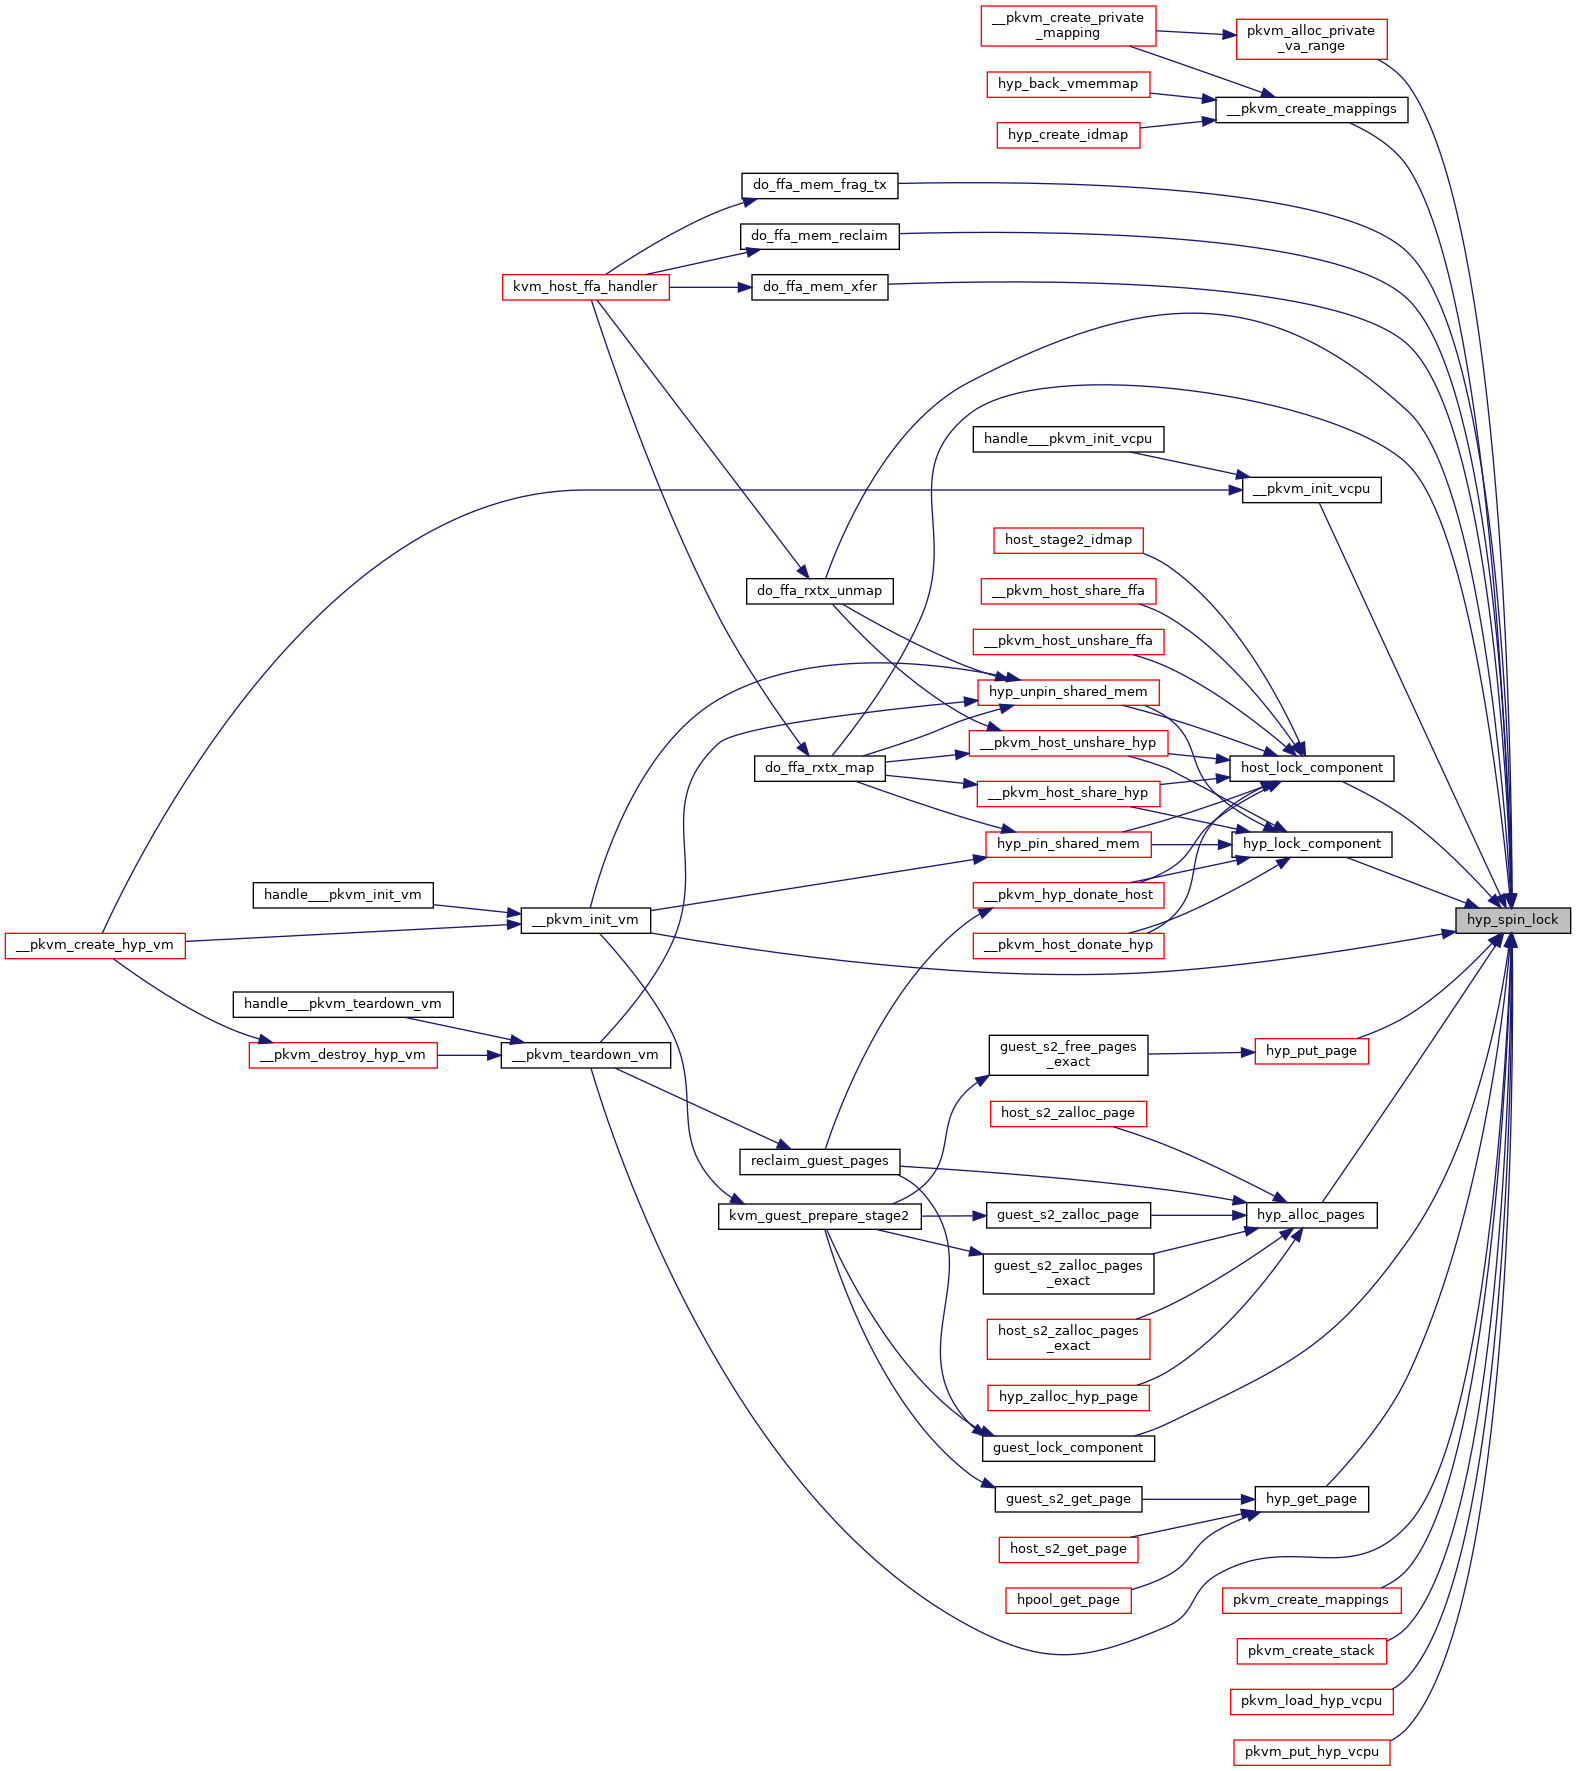 __pkvm_create_private
_mapping
pkvm_alloc_private
_va_range
hyp_back_vmemmap
__pkvm_create_mappings
hyp_create_idmap
do_ffa_mem_frag_tx
do_ffa_mem_reclaim
kvm_host_ffa_handler
do_ffa_mem_xfer
handle___pkvm_init_vcpu
__pkvm_init_vcpu
host_stage2_idmap
do_ffa_rxtx_unmap
__pkvm_host_share_ffa
__pkvm_host_unshare_ffa
hyp_unpin_shared_mem
__pkvm_host_unshare_hyp
do_ffa_rxtx_map
host_lock_component
__pkvm_host_share_hyp
hyp_pin_shared_mem
hyp_lock_component
handle___pkvm_init_vm
__pkvm_hyp_donate_host
__pkvm_init_vm
hyp_spin_lock
__pkvm_create_hyp_vm
__pkvm_host_donate_hyp
handle___pkvm_teardown_vm
__pkvm_destroy_hyp_vm
__pkvm_teardown_vm
guest_s2_free_pages
_exact
hyp_put_page
host_s2_zalloc_page
reclaim_guest_pages
kvm_guest_prepare_stage2
guest_s2_zalloc_page
hyp_alloc_pages
guest_s2_zalloc_pages
_exact
host_s2_zalloc_pages
_exact
hyp_zalloc_hyp_page
guest_lock_component
guest_s2_get_page
hyp_get_page
host_s2_get_page
hpool_get_page
pkvm_create_mappings
pkvm_create_stack
pkvm_load_hyp_vcpu
pkvm_put_hyp_vcpu